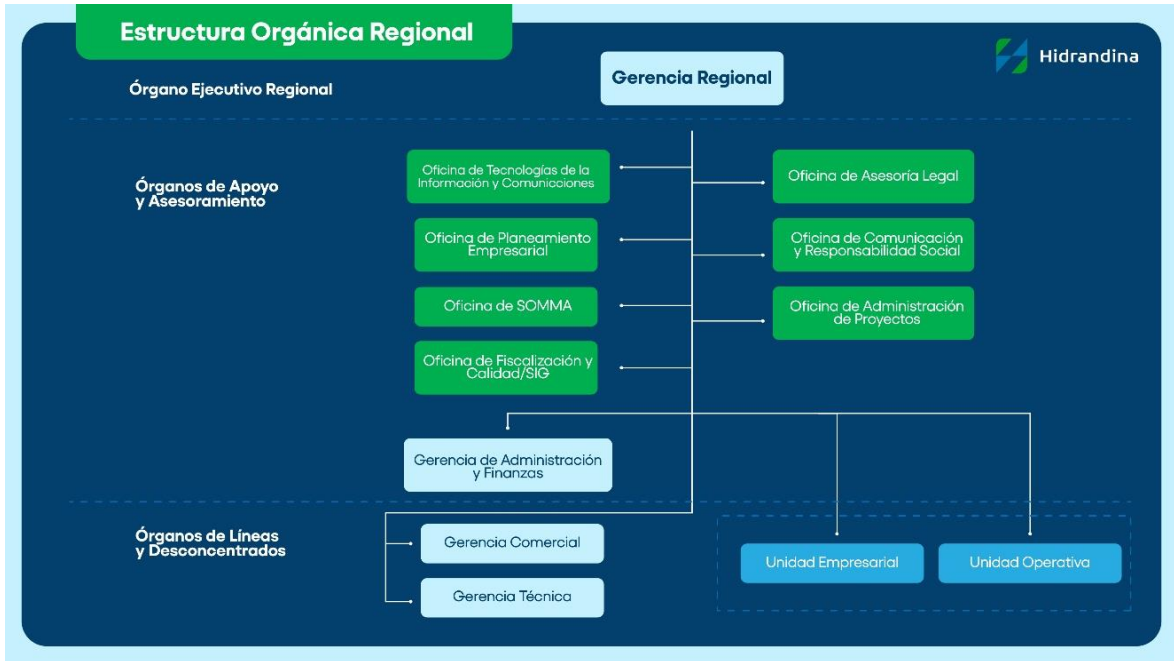 Estructura Orgánica Regional
Hidrandina
Órgano Ejecutivo Regional
Gerencia Regional
Órganos de Apoyo
y Asesoramiento
Oficina de Tecnologías de la
Información y Comunicciones
Oficina de Asesoría Legal
Oficina de Planeamiento
Empresarial
Oficina de Comunicación
y Responsabilidad Social
Oficina de SOMMA
Oficina de Administración
de Proyectos
Oficina de Fiscalización y
Calidad/SIG
Gerencia de Administración
y Finanzas
Órganos de Líneas
y Desconcentrados
Gerencia Comercial
Gerencia Técnica
Unidad Empresarial
Unidad Operativa